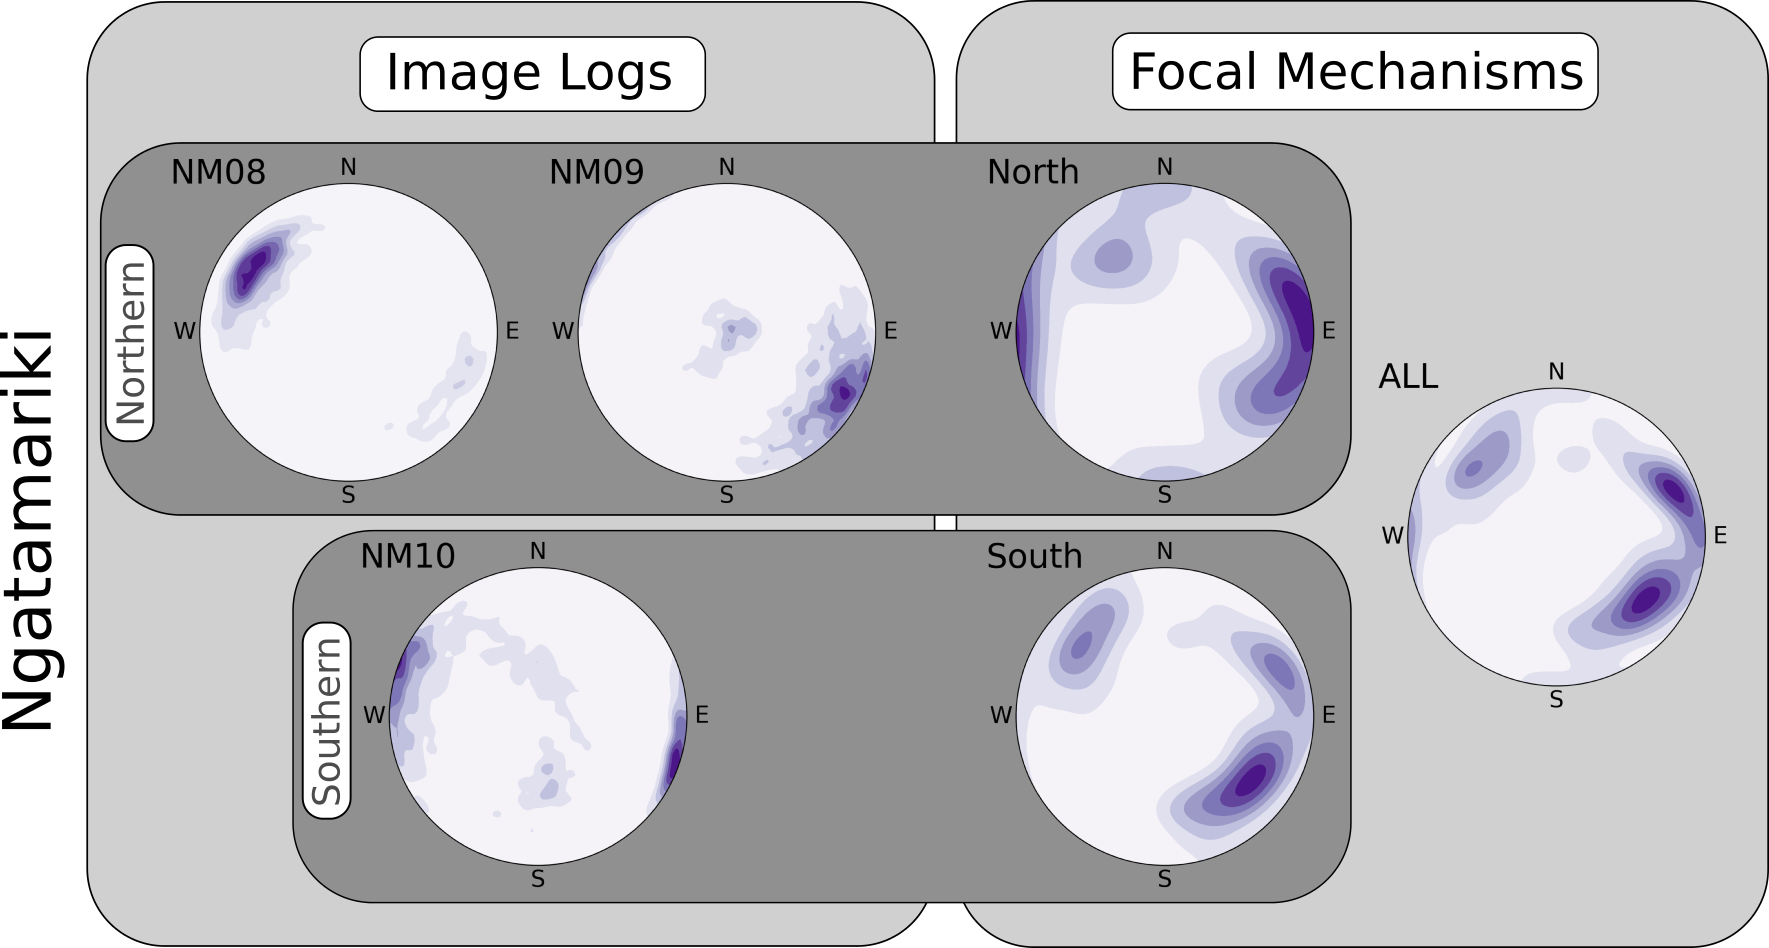 Ngatamariki
Image Logs
Focal Mechanisms
Northern
NM08
N
W
E
S
NM09
N
W
E
S
North
N
W
E
S
ALL
N
W
E
S
Southern
NM10
N
W
E
S
South
N
W
E
S